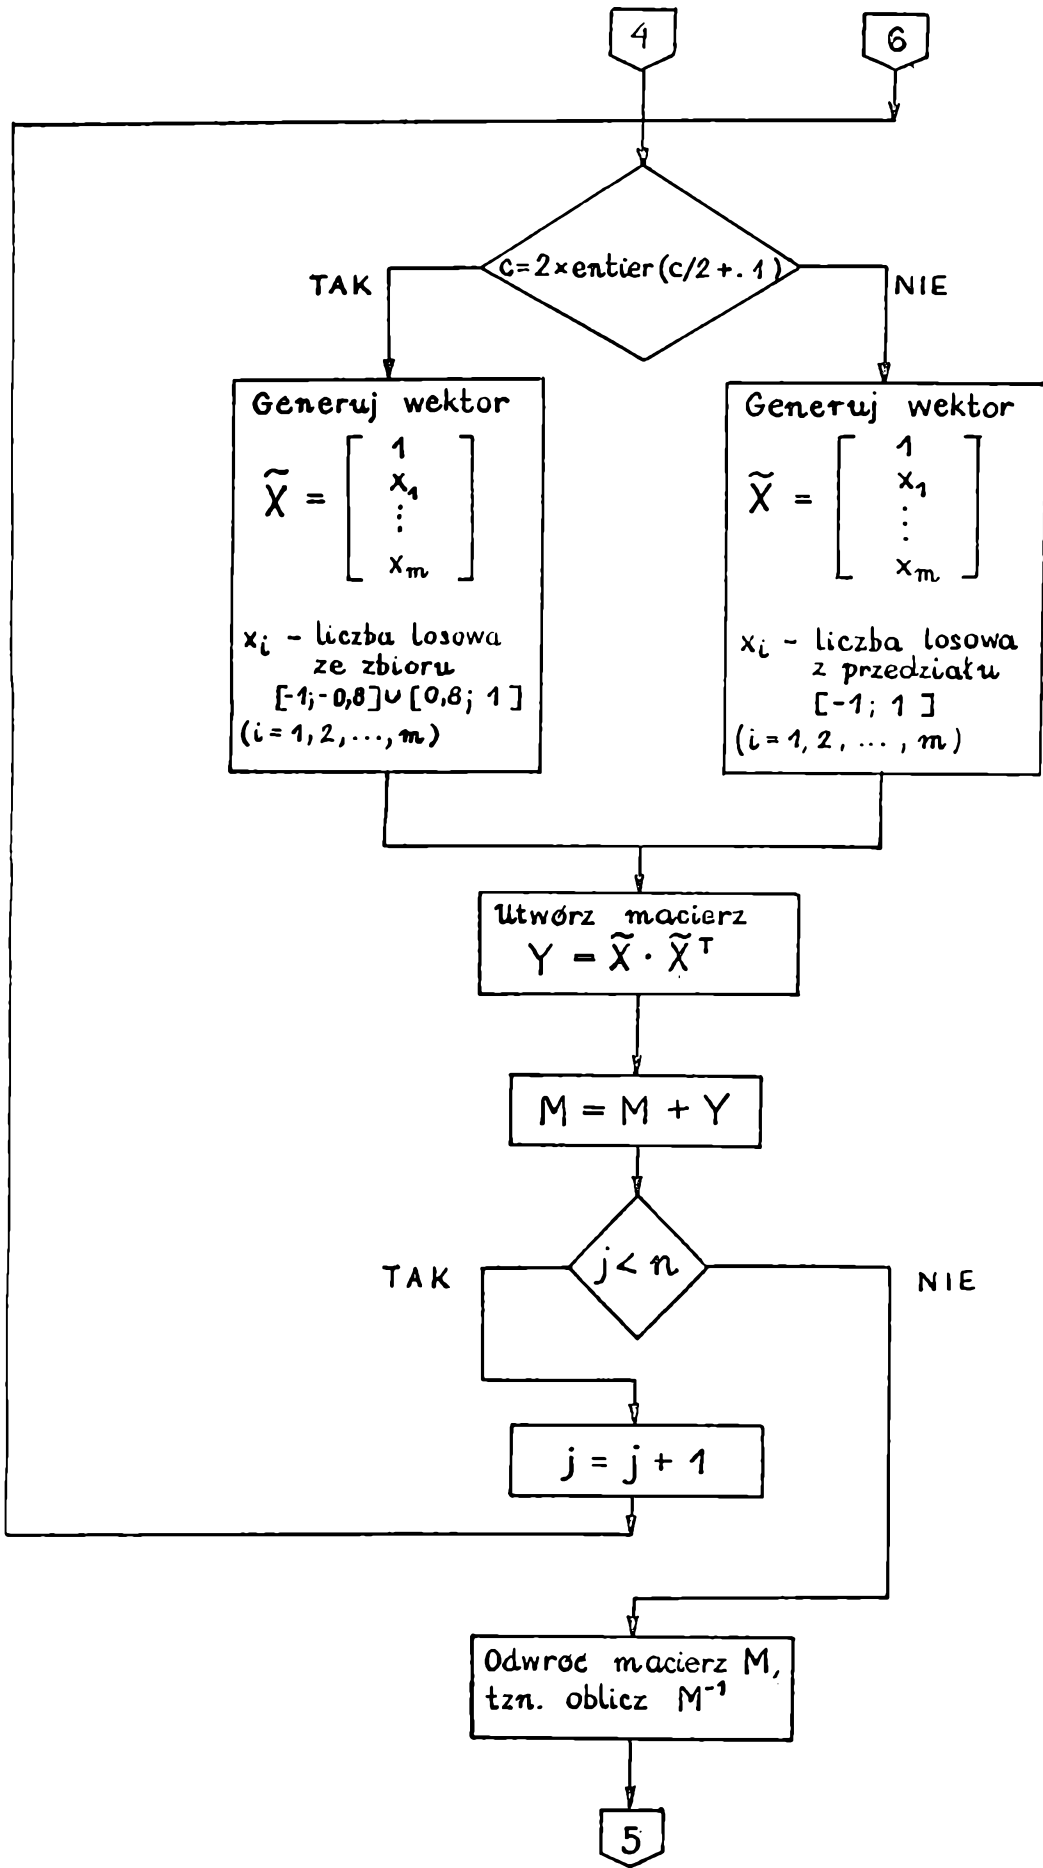 4
6
c=2×entier(c/2+.1)
TAK
NIE
Generuj wektor
X̃ = [ 1
x₁
⋮
xₘ ]
xᵢ - liczba losowa
ze zbioru
[-1;-0,8]∪[0,8; 1]
(i=1,2,...,m)
Generuj wektor
X̃ = [ 1
x₁
⋮
xₘ ]
xᵢ - liczba losowa
z przedziału
[-1; 1]
(i=1,2, ..., m)
Utwórz macierz
Y = X̃ · X̃ᵀ
M = M + Y
j < n
TAK
NIE
j = j + 1
Odwróć macierz M,
tzn. oblicz M⁻¹
5